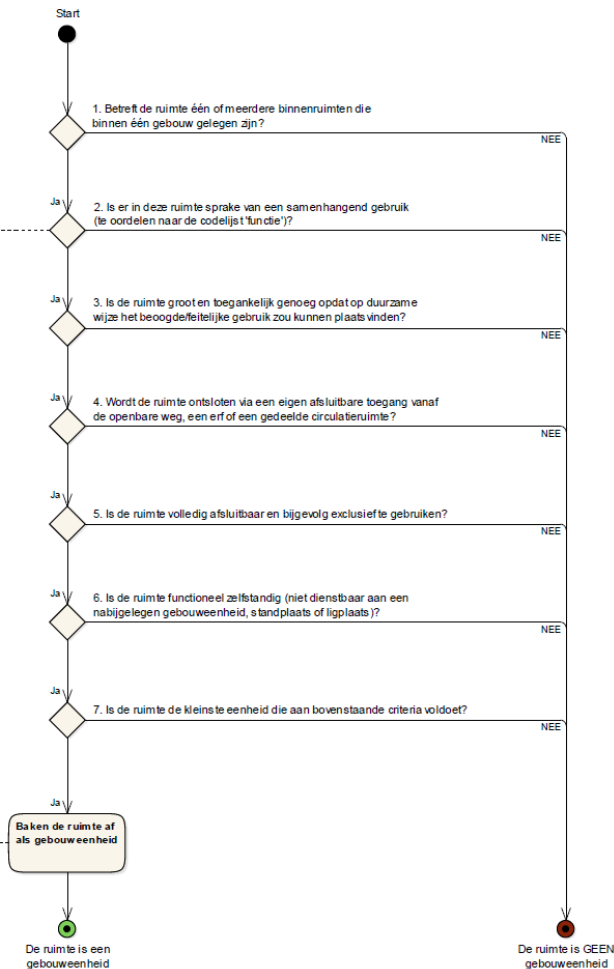 Start
1. Betreft de ruimte één of meerdere binnenruimten die
binnen één gebouw gelegen zijn?
NEE
Ja
2. Is er in deze ruimte sprake van een samenhangend gebruik
(te oordelen naar de codelijst 'functie')?
NEE
Ja
3. Is de ruimte groot en toegankelijk genoeg opdat op duurzame
wijze het beoogde/feitelijke gebruik zou kunnen plaatsvinden?
NEE
Ja
4. Wordt de ruimte ontsloten via een eigen afsluitbare toegang vanaf
de openbare weg, een erf of een gedeelde circulatieruimte?
NEE
Ja
5. Is de ruimte volledig afsluitbaar en bijgevolg exclusief te gebruiken?
NEE
Ja
6. Is de ruimte functioneel zelfstandig (niet dienstbaar aan een
nabijgelegen gebouweenheid, standplaats of ligplaats)?
NEE
Ja
7. Is de ruimte de kleinste eenheid die aan bovenstaande criteria voldoet?
NEE
Ja
Baken de ruimte af
als gebouweenheid
De ruimte is een
gebouweenheid
De ruimte is GEEN
gebouweenheid